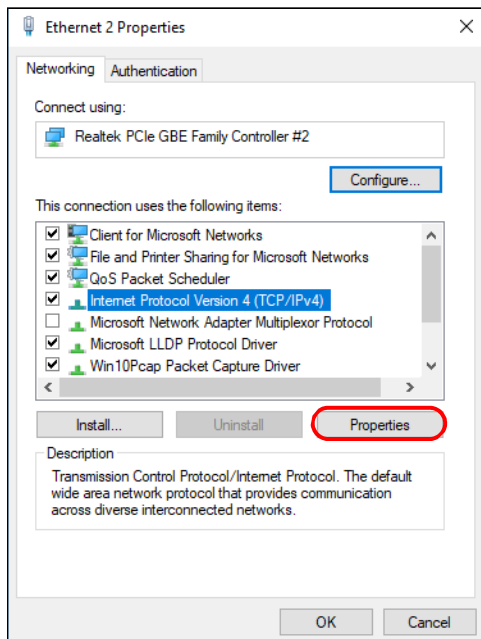 Ethernet 2 Properties
Networking
Authentication
Connect using:
Realtek PCIe GBE Family Controller #2
Configure...
This connection uses the following items:
Client for Microsoft Networks
File and Printer Sharing for Microsoft Networks
QoS Packet Scheduler
Internet Protocol Version 4 (TCP/IPv4)
Microsoft Network Adapter Multiplexor Protocol
Microsoft LLDP Protocol Driver
Win10Pcap Packet Capture Driver
Install...
Uninstall
Properties
Description
Transmission Control Protocol/Internet Protocol. The default
wide area network protocol that provides communication
across diverse interconnected networks.
OK
Cancel